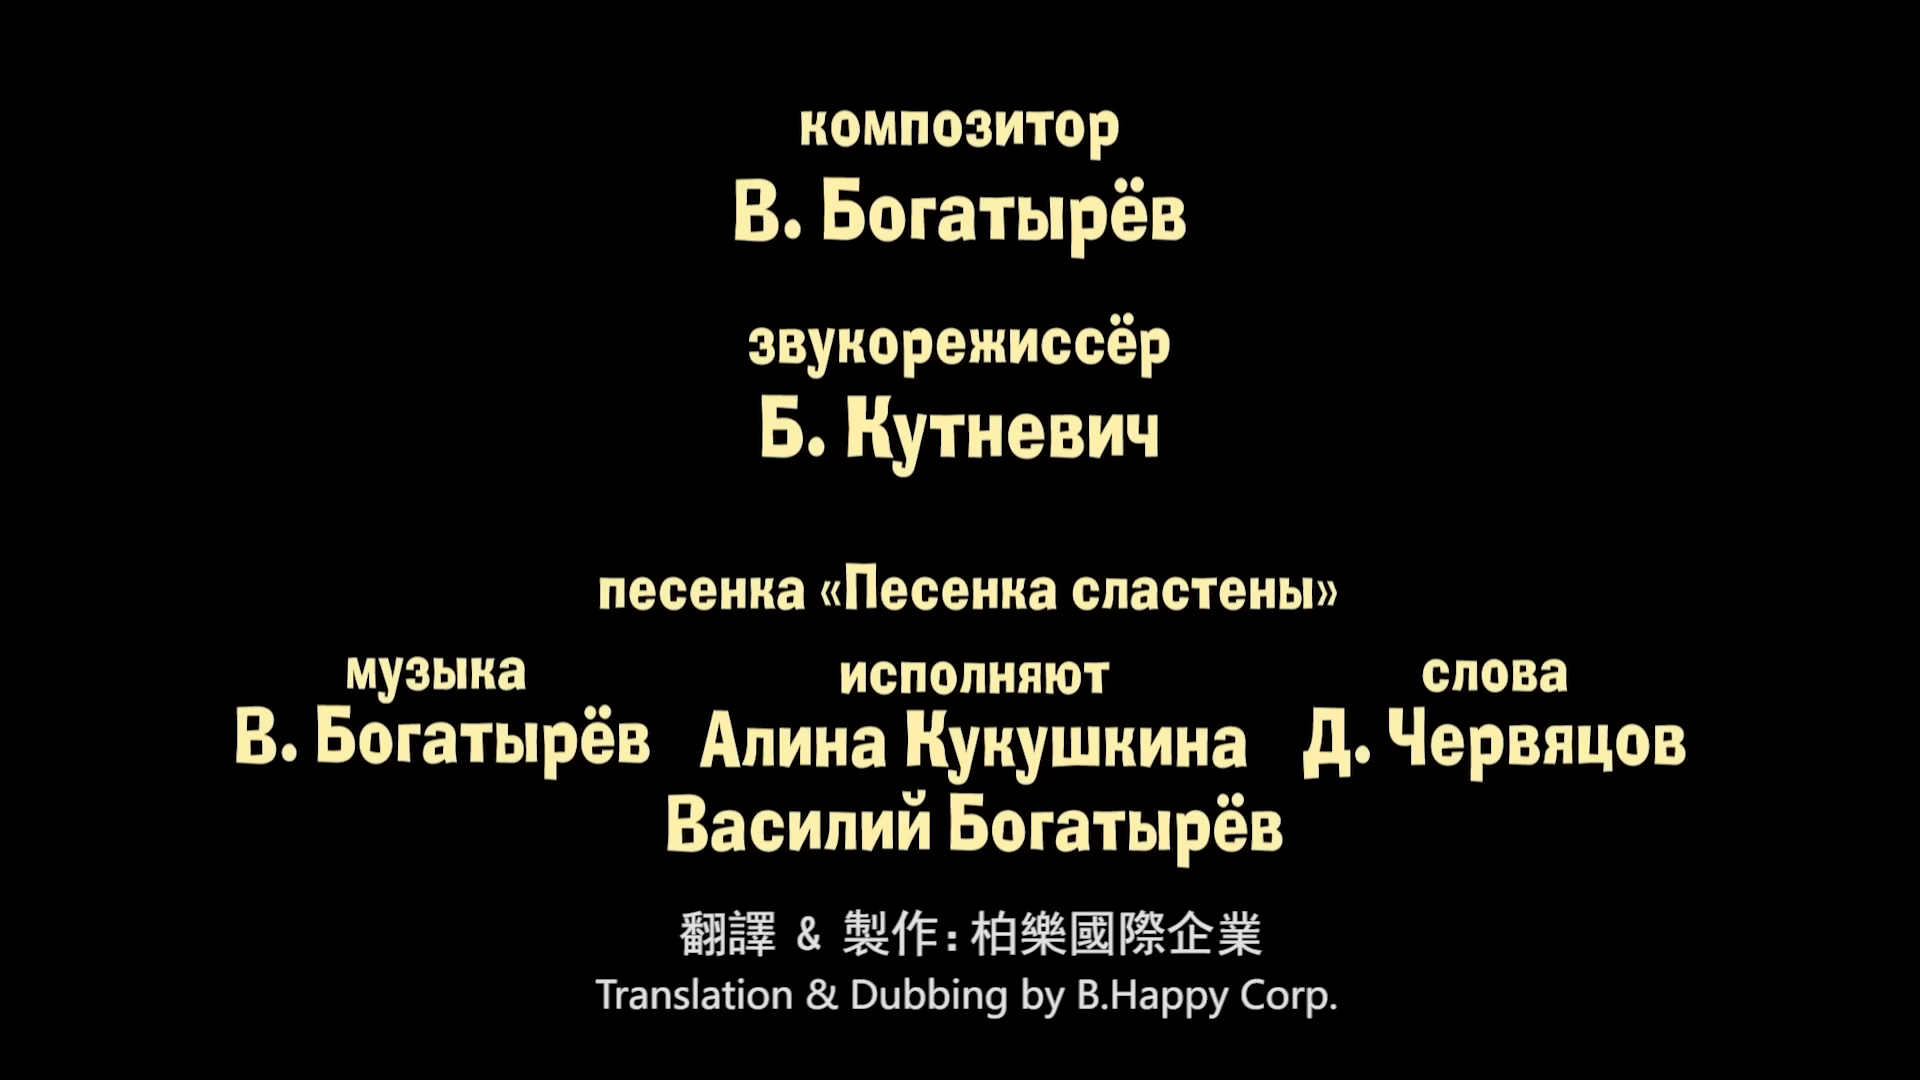 композитор
В. Богатырёв
звукорежиссёр
Б. Кутневич
песенка «Песенка сластены»
музыка исполняют слова
В. Богатырёв Алина Кукушкина Д. Червяцов
Василий Богатырёв
翻譯 & 製作: 柏樂國際企業
Translation & Dubbing by B.Happy Corp.